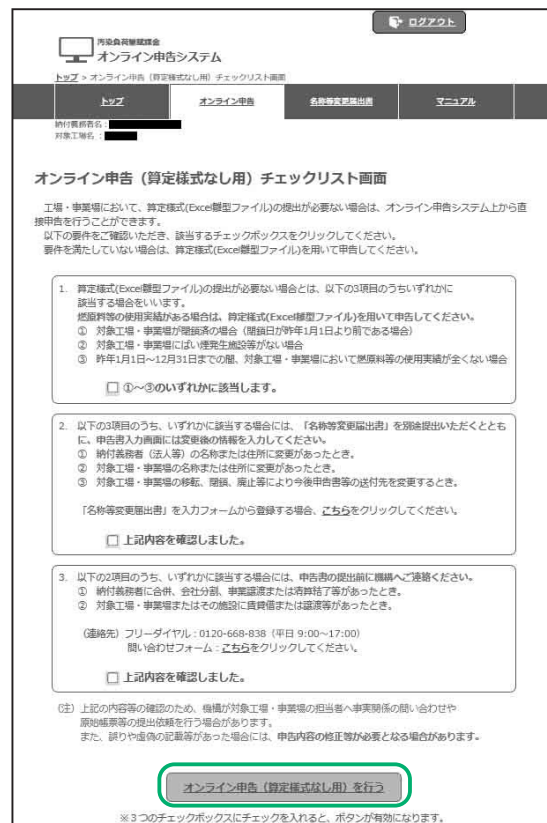 ログアウト
汚染負荷量賦課金
オンライン申告システム
トップ > オンライン申告（算定様式なし用）チェックリスト画面
トップ
オンライン申告
名称等変更届出書
マニュアル
納付義務者名：
対象工場名 ：
オンライン申告（算定様式なし用）チェックリスト画面
工場・事業場において、算定様式(Excel雛型ファイル)の提出が必要ない場合は、オンライン申告システム上から直
接申告を行うことができます。
以下の要件をご確認いただき、該当するチェックボックスをクリックしてください。
要件を満たしていない場合は、算定様式(Excel雛型ファイル)を用いて申告してください。
1. 算定様式(Excel雛型ファイル)の提出が必要ない場合とは、以下の3項目のうちいずれかに
該当する場合をいいます。
燃原料等の使用実績がある場合は、算定様式(Excel雛型ファイル)を用いて申告してください。
① 対象工場・事業場が閉鎖済の場合（閉鎖日が昨年1月1日より前である場合）
② 対象工場・事業場にばい煙発生施設等がない場合
③ 昨年1月1日～12月31日までの間、対象工場・事業場において燃原料等の使用実績が全くない場合
①～③のいずれかに該当します。
2. 以下の3項目のうち、いずれかに該当する場合には、「名称等変更届出書」を別途提出いただくととも
に、申告書入力画面には変更後の情報を入力してください。
① 納付義務者（法人等）の名称または住所に変更があったとき。
② 対象工場・事業場の名称または住所に変更があったとき。
③ 対象工場・事業場の移転、閉鎖、廃止等により今後申告書等の送付先を変更するとき。
「名称等変更届出書」を入力フォームから登録する場合、こちらをクリックしてください。
上記内容を確認しました。
3. 以下の2項目のうち、いずれかに該当する場合には、申告書の提出前に機構へご連絡ください。
① 納付義務者に合併、会社分割、事業譲渡または清算結了等があったとき。
② 対象工場・事業場またはその施設に賃貸借または譲渡等があったとき。
（連絡先）フリーダイヤル：0120-668-838（平日 9:00～17:00）
問い合わせフォーム：こちらをクリックしてください。
上記内容を確認しました。
（注）上記の内容等の確認のため、機構が対象工場・事業場の担当者へ事実関係の問い合わせや
原始帳票等の提出依頼を行う場合があります。
また、誤りや虚偽の記載等があった場合には、申告内容の修正等が必要となる場合があります。
オンライン申告（算定様式なし用）を行う
※３つのチェックボックスにチェックを入れると、ボタンが有効になります。